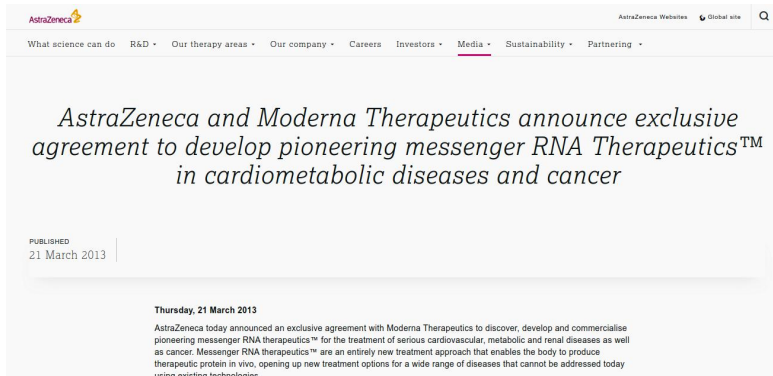 AstraZeneca
AstraZeneca Websites Global site
What science can do R&D Our therapy areas Our company Careers Investors Media Sustainability Partnering
AstraZeneca and Moderna Therapeutics announce exclusive
agreement to develop pioneering messenger RNA Therapeutics™
in cardiometabolic diseases and cancer
PUBLISHED
21 March 2013
Thursday, 21 March 2013
AstraZeneca today announced an exclusive agreement with Moderna Therapeutics to discover, develop and commercialise
pioneering messenger RNA therapeutics™ for the treatment of serious cardiovascular, metabolic and renal diseases as well
as cancer. Messenger RNA therapeutics™ are an entirely new treatment approach that enables the body to produce
therapeutic protein in vivo, opening up new treatment options for a wide range of diseases that cannot be addressed today
using existing technologies.